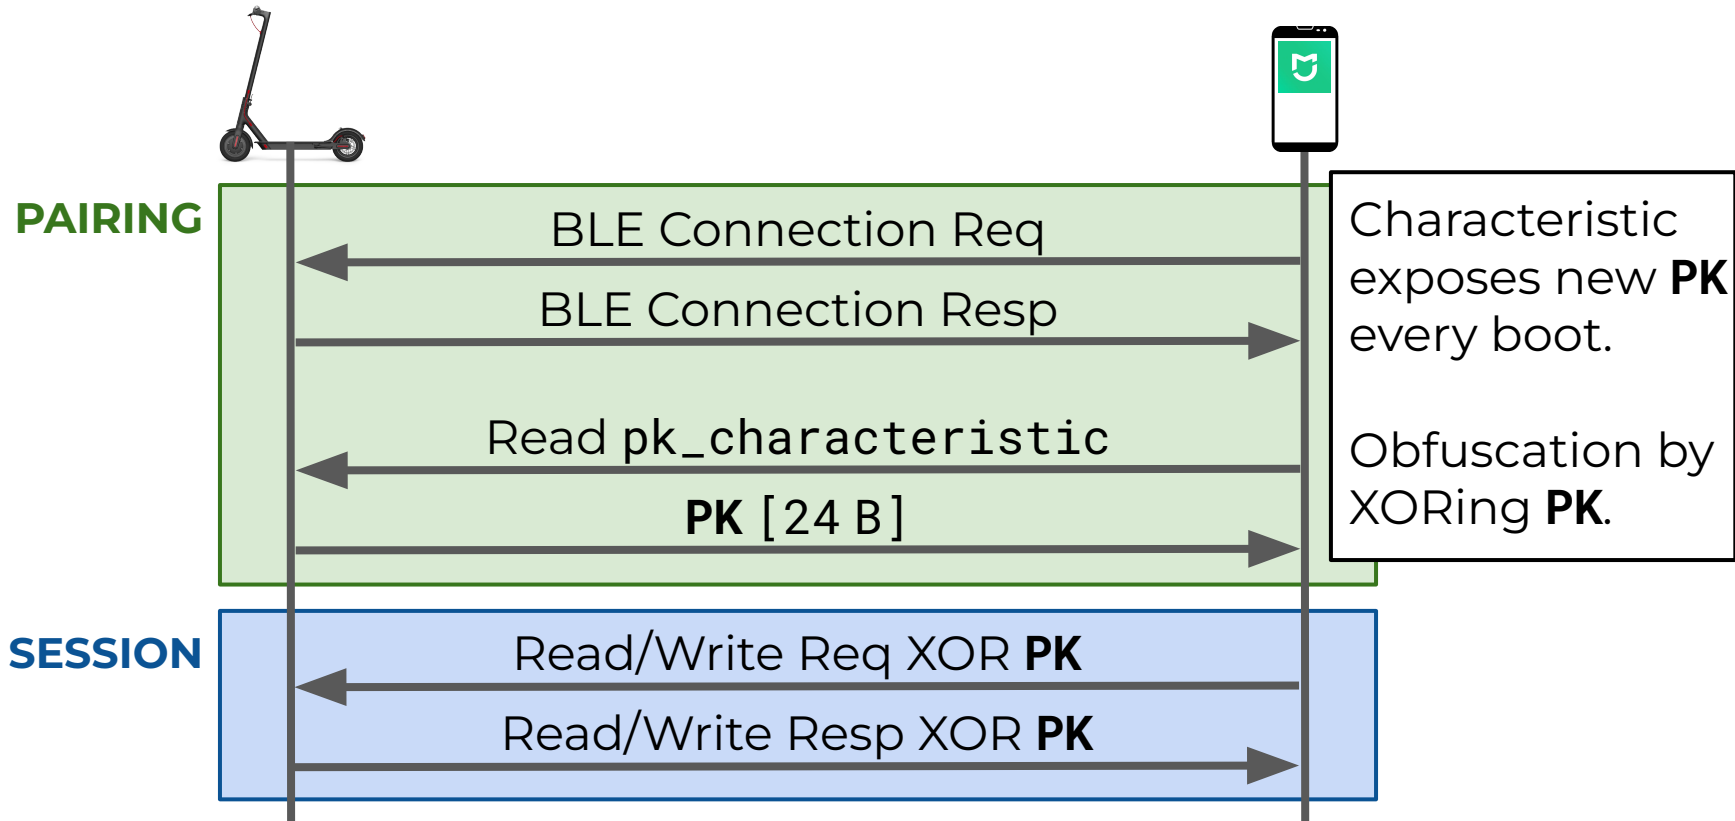 PAIRING
BLE Connection Req
BLE Connection Resp
Read pk_characteristic
PK [24 B]
Characteristic
exposes new PK
every boot.
Obfuscation by
XORing PK.
SESSION
Read/Write Req XOR PK
Read/Write Resp XOR PK